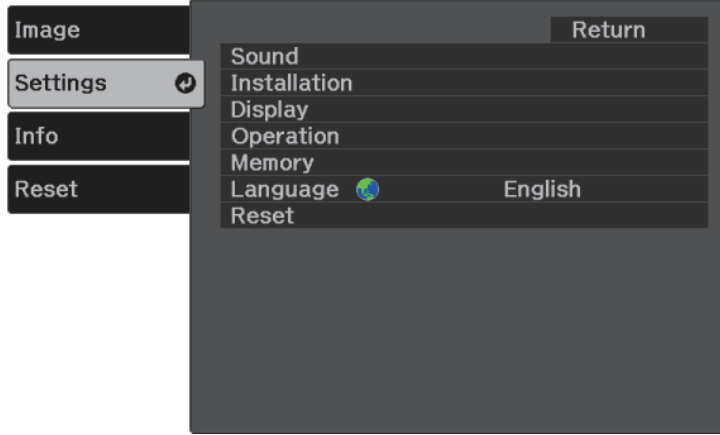 Image
Settings
Info
Reset
Return
Sound
Installation
Display
Operation
Memory
Language English
Reset